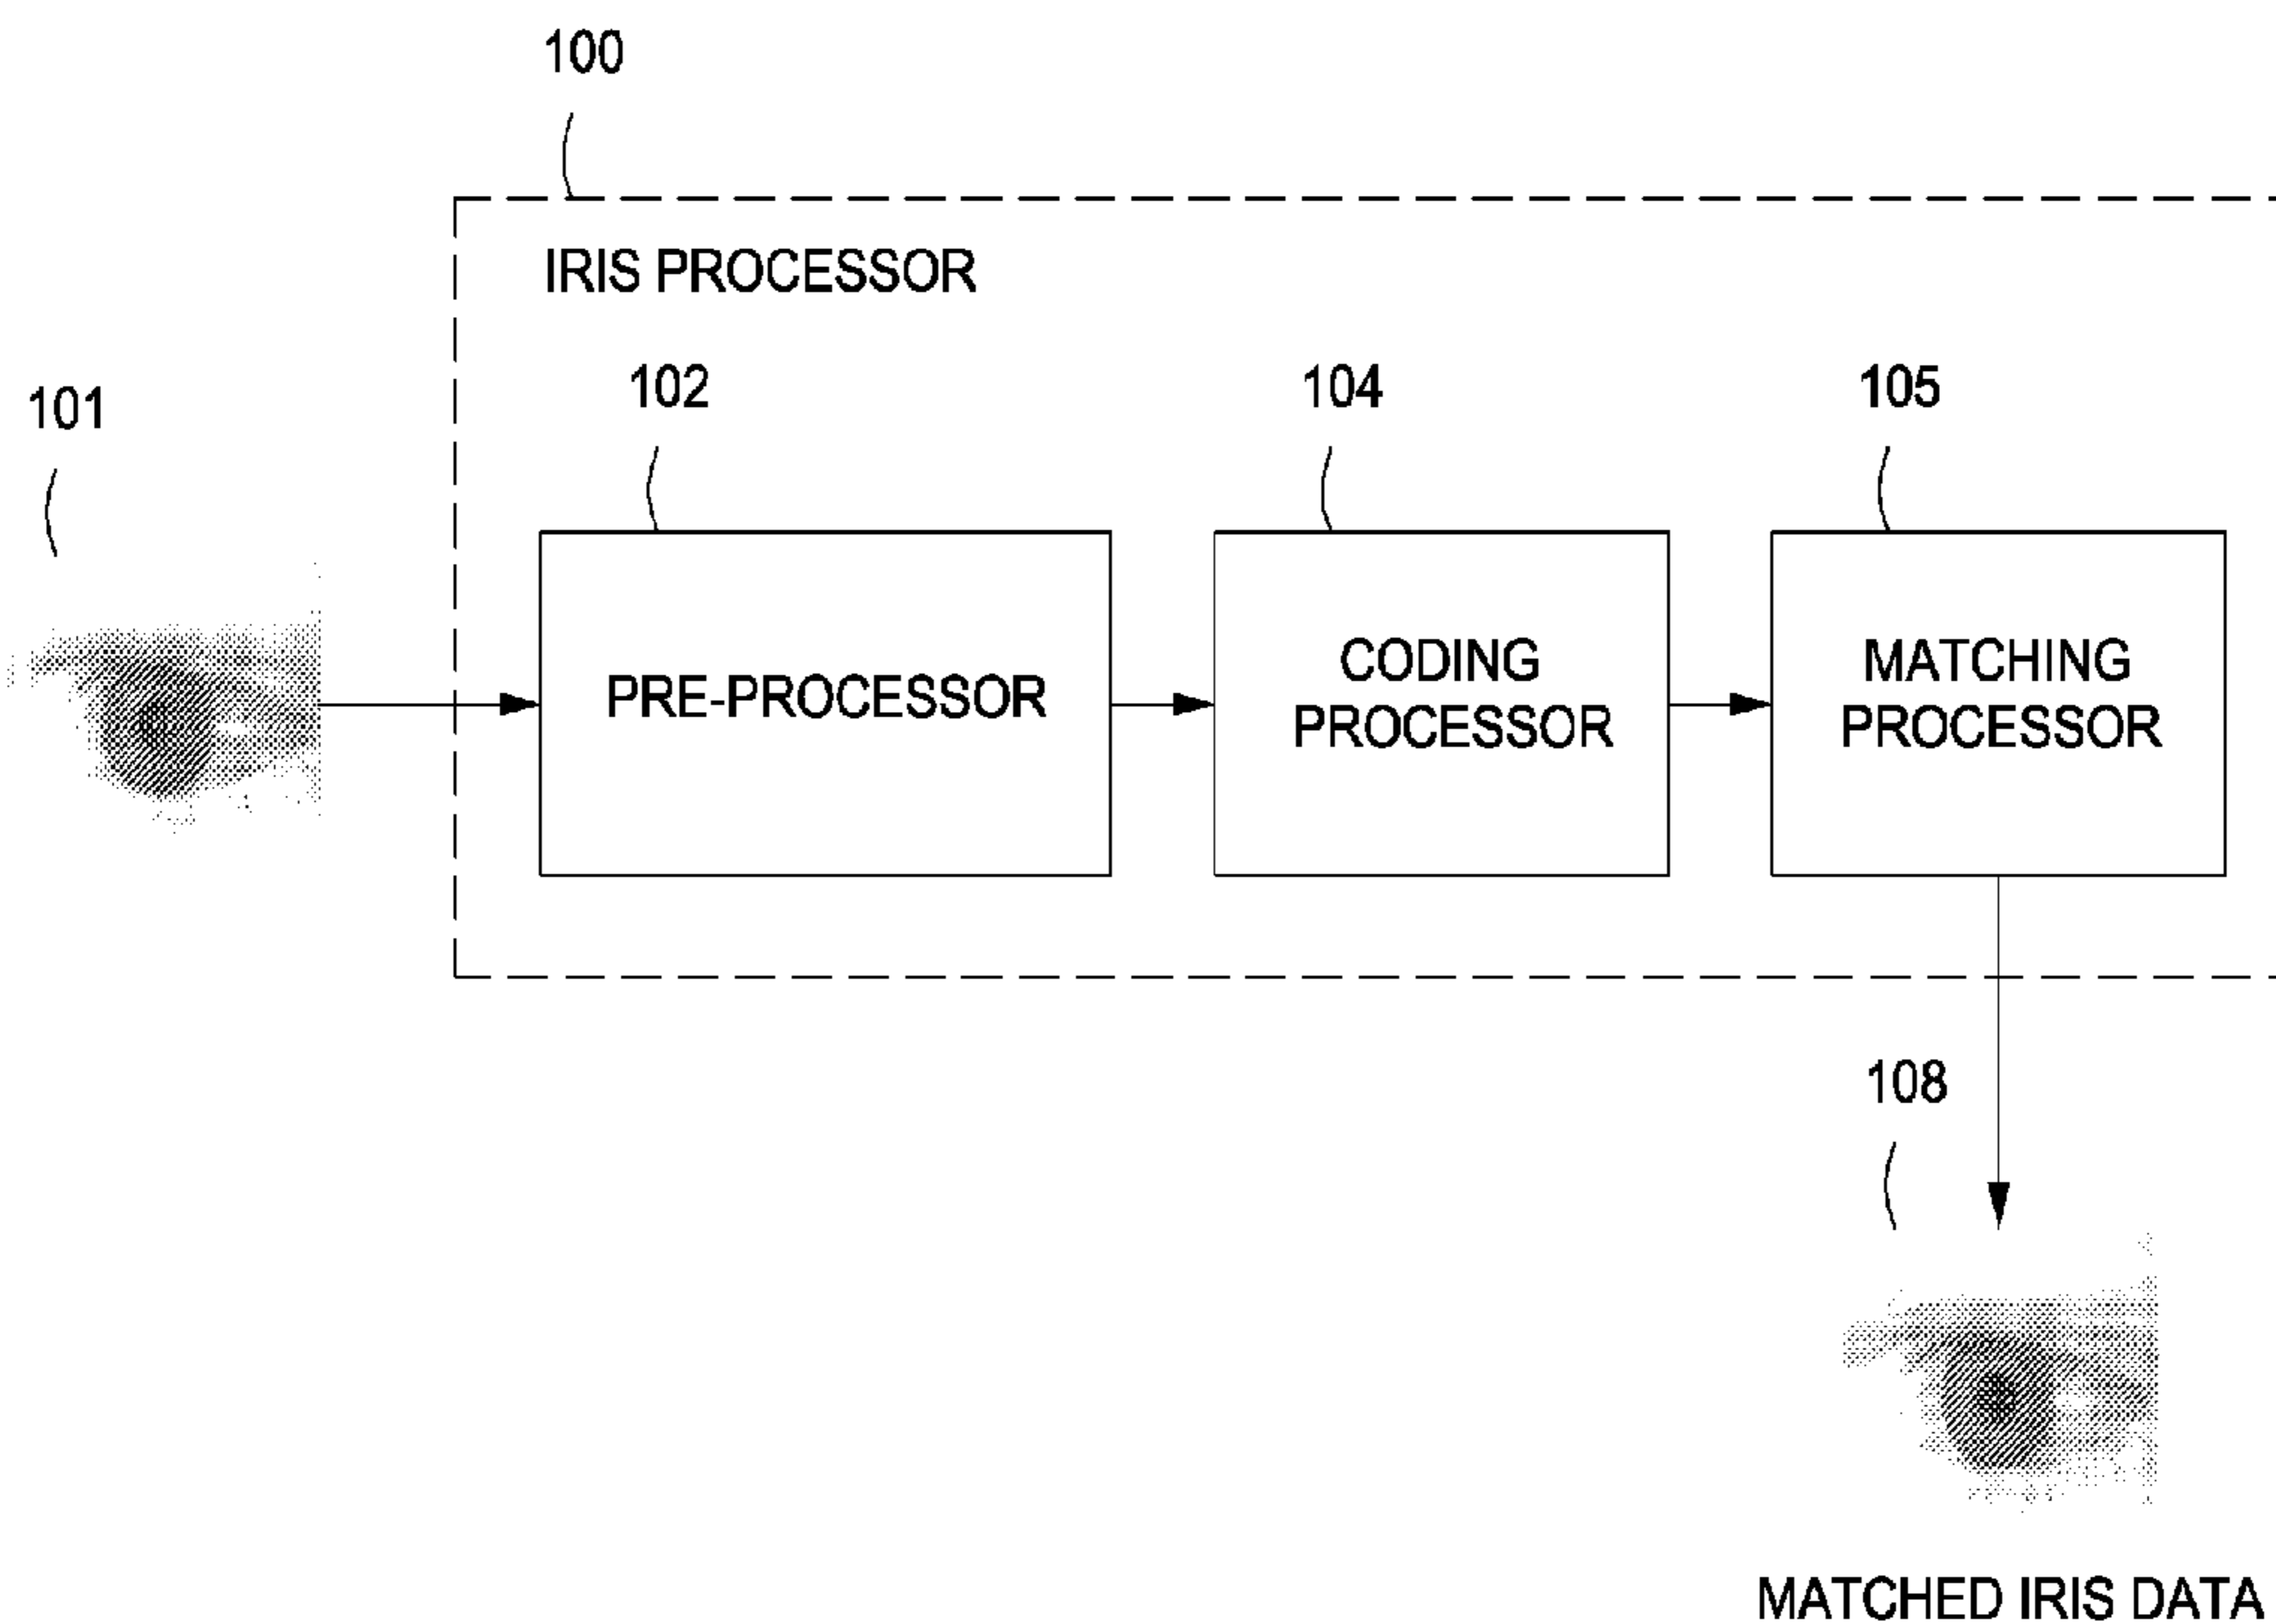 100
IRIS PROCESSOR
101
102
104
105
PRE-PROCESSOR
CODING
PROCESSOR
MATCHING
PROCESSOR
108
MATCHED IRIS DATA